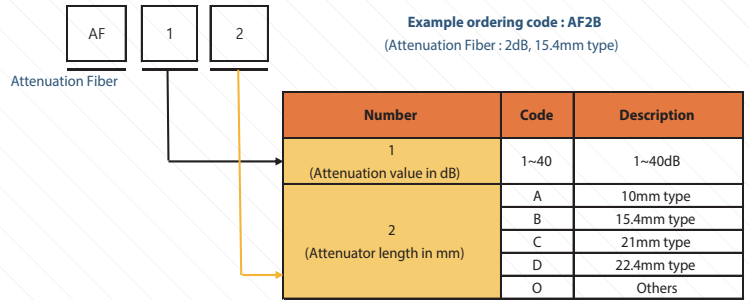 AF 1 2
Attenuation Fiber
Example ordering code : AF2B
(Attenuation Fiber : 2dB, 15.4mm type)
Number Code Description
1
(Attenuation value in dB)
1~40 1~40dB
2
(Attenuator length in mm)
A 10mm type
B 15.4mm type
C 21mm type
D 22.4mm type
O Others